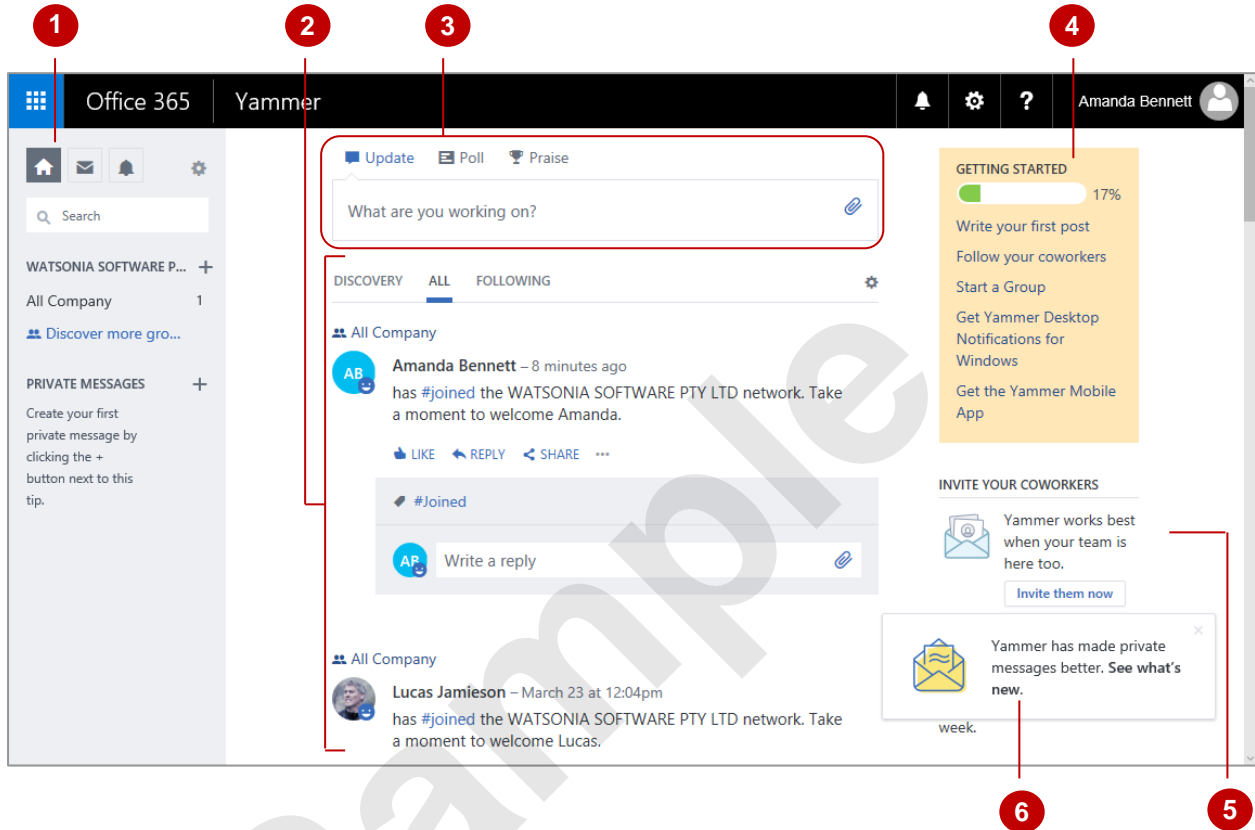 1
2
3
4
Office 365
Yammer
?
Amanda Bennett
Search
WATSONIA SOFTWARE P...
All Company 1
Discover more gro...
PRIVATE MESSAGES
Create your first
private message by
clicking the +
button next to this
tip.
Update Poll Praise
What are you working on?
DISCOVERY ALL FOLLOWING
All Company
AB
Amanda Bennett – 8 minutes ago
has #joined the WATSONIA SOFTWARE PTY LTD network. Take
a moment to welcome Amanda.
LIKE REPLY SHARE ...
#Joined
AB
Write a reply
All Company
Lucas Jamieson – March 23 at 12:04pm
has #joined the WATSONIA SOFTWARE PTY LTD network. Take
a moment to welcome Lucas.
GETTING STARTED
17%
Write your first post
Follow your coworkers
Start a Group
Get Yammer Desktop
Notifications for
Windows
Get the Yammer Mobile
App
INVITE YOUR COWORKERS
Yammer works best
when your team is
here too.
Invite them now
Yammer has made private
messages better. See what's
new.
week.
6
5
Sample